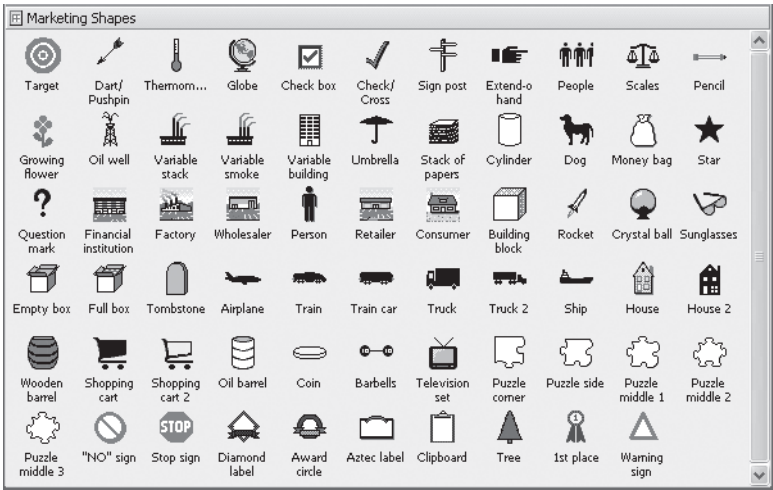 Marketing Shapes
Target Dart/ Thermom... Globe Check box Check/ Sign post Extend-o People Scales Pencil
Pushpin Cross hand
Growing Oil well Variable Variable Variable Umbrella Stack of Cylinder Dog Money bag Star
flower stack smoke building papers
Question Financial Factory Wholesaler Person Retailer Consumer Building Rocket Crystal ball Sunglasses
mark institution block
Empty box Full box Tombstone Airplane Train Train car Truck Truck 2 Ship House House 2
Wooden Shopping Shopping Oil barrel Coin Barbells Television Puzzle Puzzle side Puzzle Puzzle
barrel cart cart 2 set corner middle 1 middle 2
STOP
Puzzle "NO" sign Stop sign Diamond Award Aztec label Clipboard Tree 1st place Warning
middle 3 label circle sign